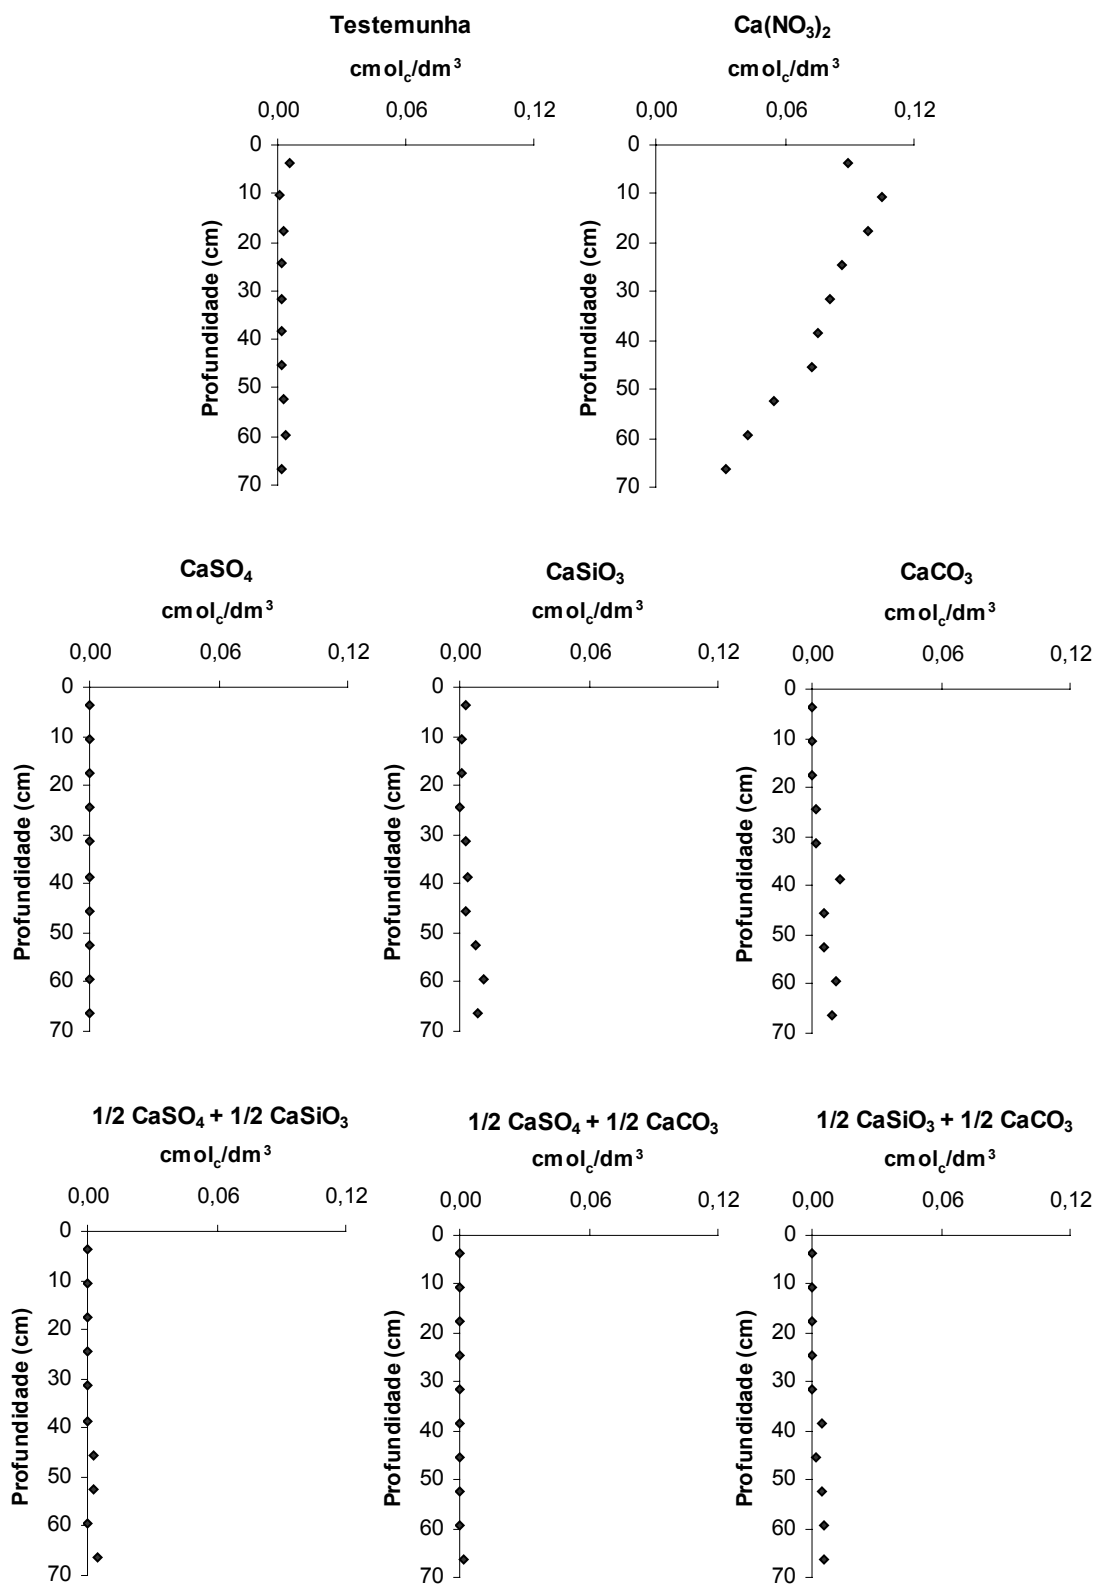 Testemunha
cmol_c/dm³
0,00 0,06 0,12
0
10
20
30
40
50
60
70
Profundidade (cm)
Ca(NO₃)₂
cmol_c/dm³
0,00 0,06 0,12
0
10
20
30
40
50
60
70
Profundidade (cm)
CaSO₄
cmol_c/dm³
0,00 0,06 0,12
0
10
20
30
40
50
60
70
Profundidade (cm)
CaSiO₃
cmol_c/dm³
0,00 0,06 0,12
0
10
20
30
40
50
60
70
Profundidade (cm)
CaCO₃
cmol_c/dm³
0,00 0,06 0,12
0
10
20
30
40
50
60
70
Profundidade (cm)
1/2 CaSO₄ + 1/2 CaSiO₃
cmol_c/dm³
0,00 0,06 0,12
0
10
20
30
40
50
60
70
Profundidade (cm)
1/2 CaSO₄ + 1/2 CaCO₃
cmol_c/dm³
0,00 0,06 0,12
0
10
20
30
40
50
60
70
Profundidade (cm)
1/2 CaSiO₃ + 1/2 CaCO₃
cmol_c/dm³
0,00 0,06 0,12
0
10
20
30
40
50
60
70
Profundidade (cm)